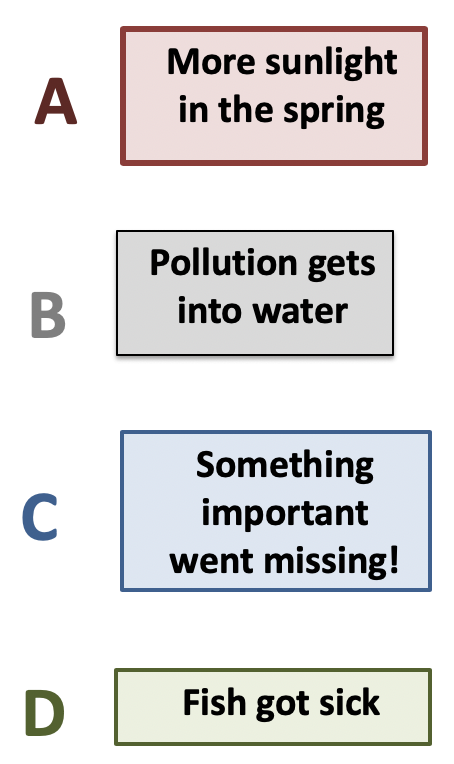 A
More sunlight
in the spring
B
Pollution gets
into water
C
Something
important
went missing!
D
Fish got sick